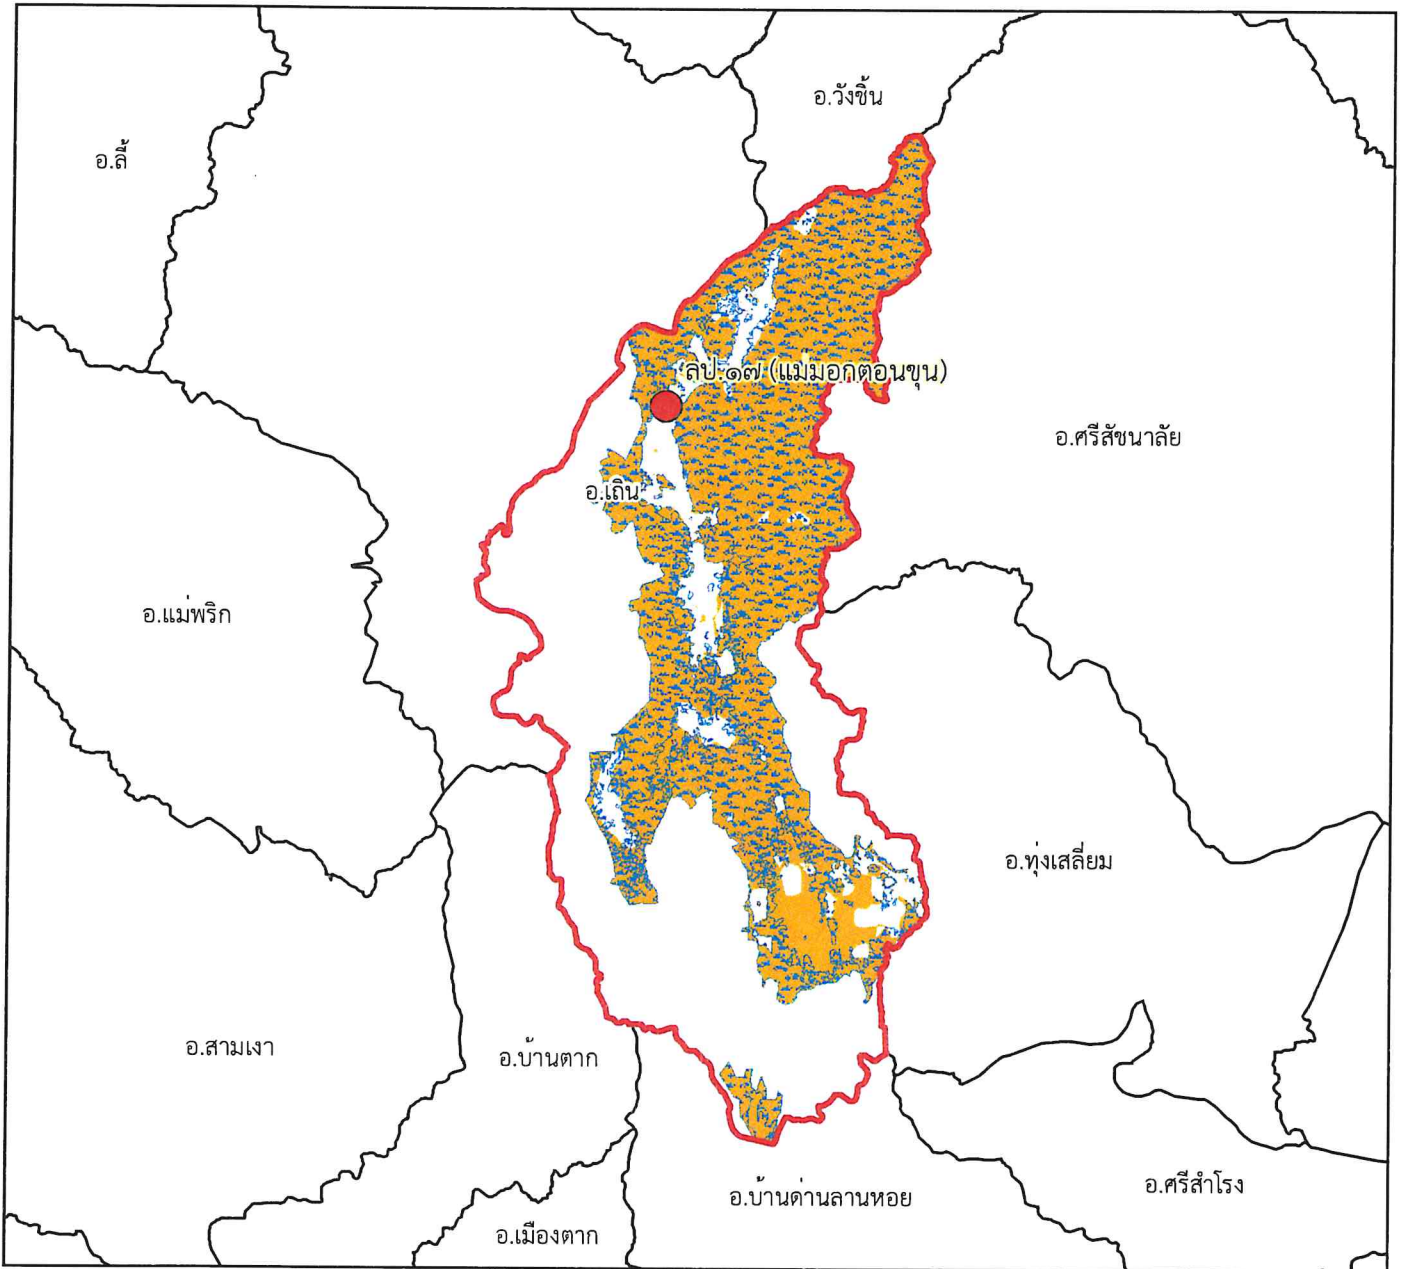 อ.วังชิ้น
อ.ลี้
ลป.๑๗ (แม่มอกตอนขุน)
อ.ศรีสัชนาลัย
อ.เถิน
อ.แม่พริก
อ.ทุ่งเสลี่ยม
อ.สามเงา
อ.บ้านตาก
อ.ศรีสำโรง
อ.บ้านด่านลานหอย
อ.เมืองตาก